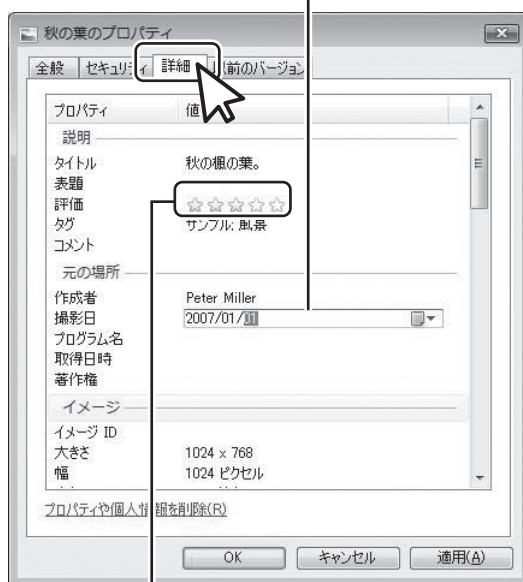 秋の葉のプロパティ
全般 セキュリティ 詳細 以前のバージョン
プロパティ 値
説明
タイトル 秋の楓の葉。
表題
評価
タグ サンプル; 風景
コメント
元の場所
作成者 Peter Miller
撮影日 2007/01/01
プログラム名
取得日時
著作権
イメージ
イメージ ID
大きさ 1024 x 768
幅 1024 ピクセル
プロパティや個人情報を削除(R)
OK キャンセル 適用(A)